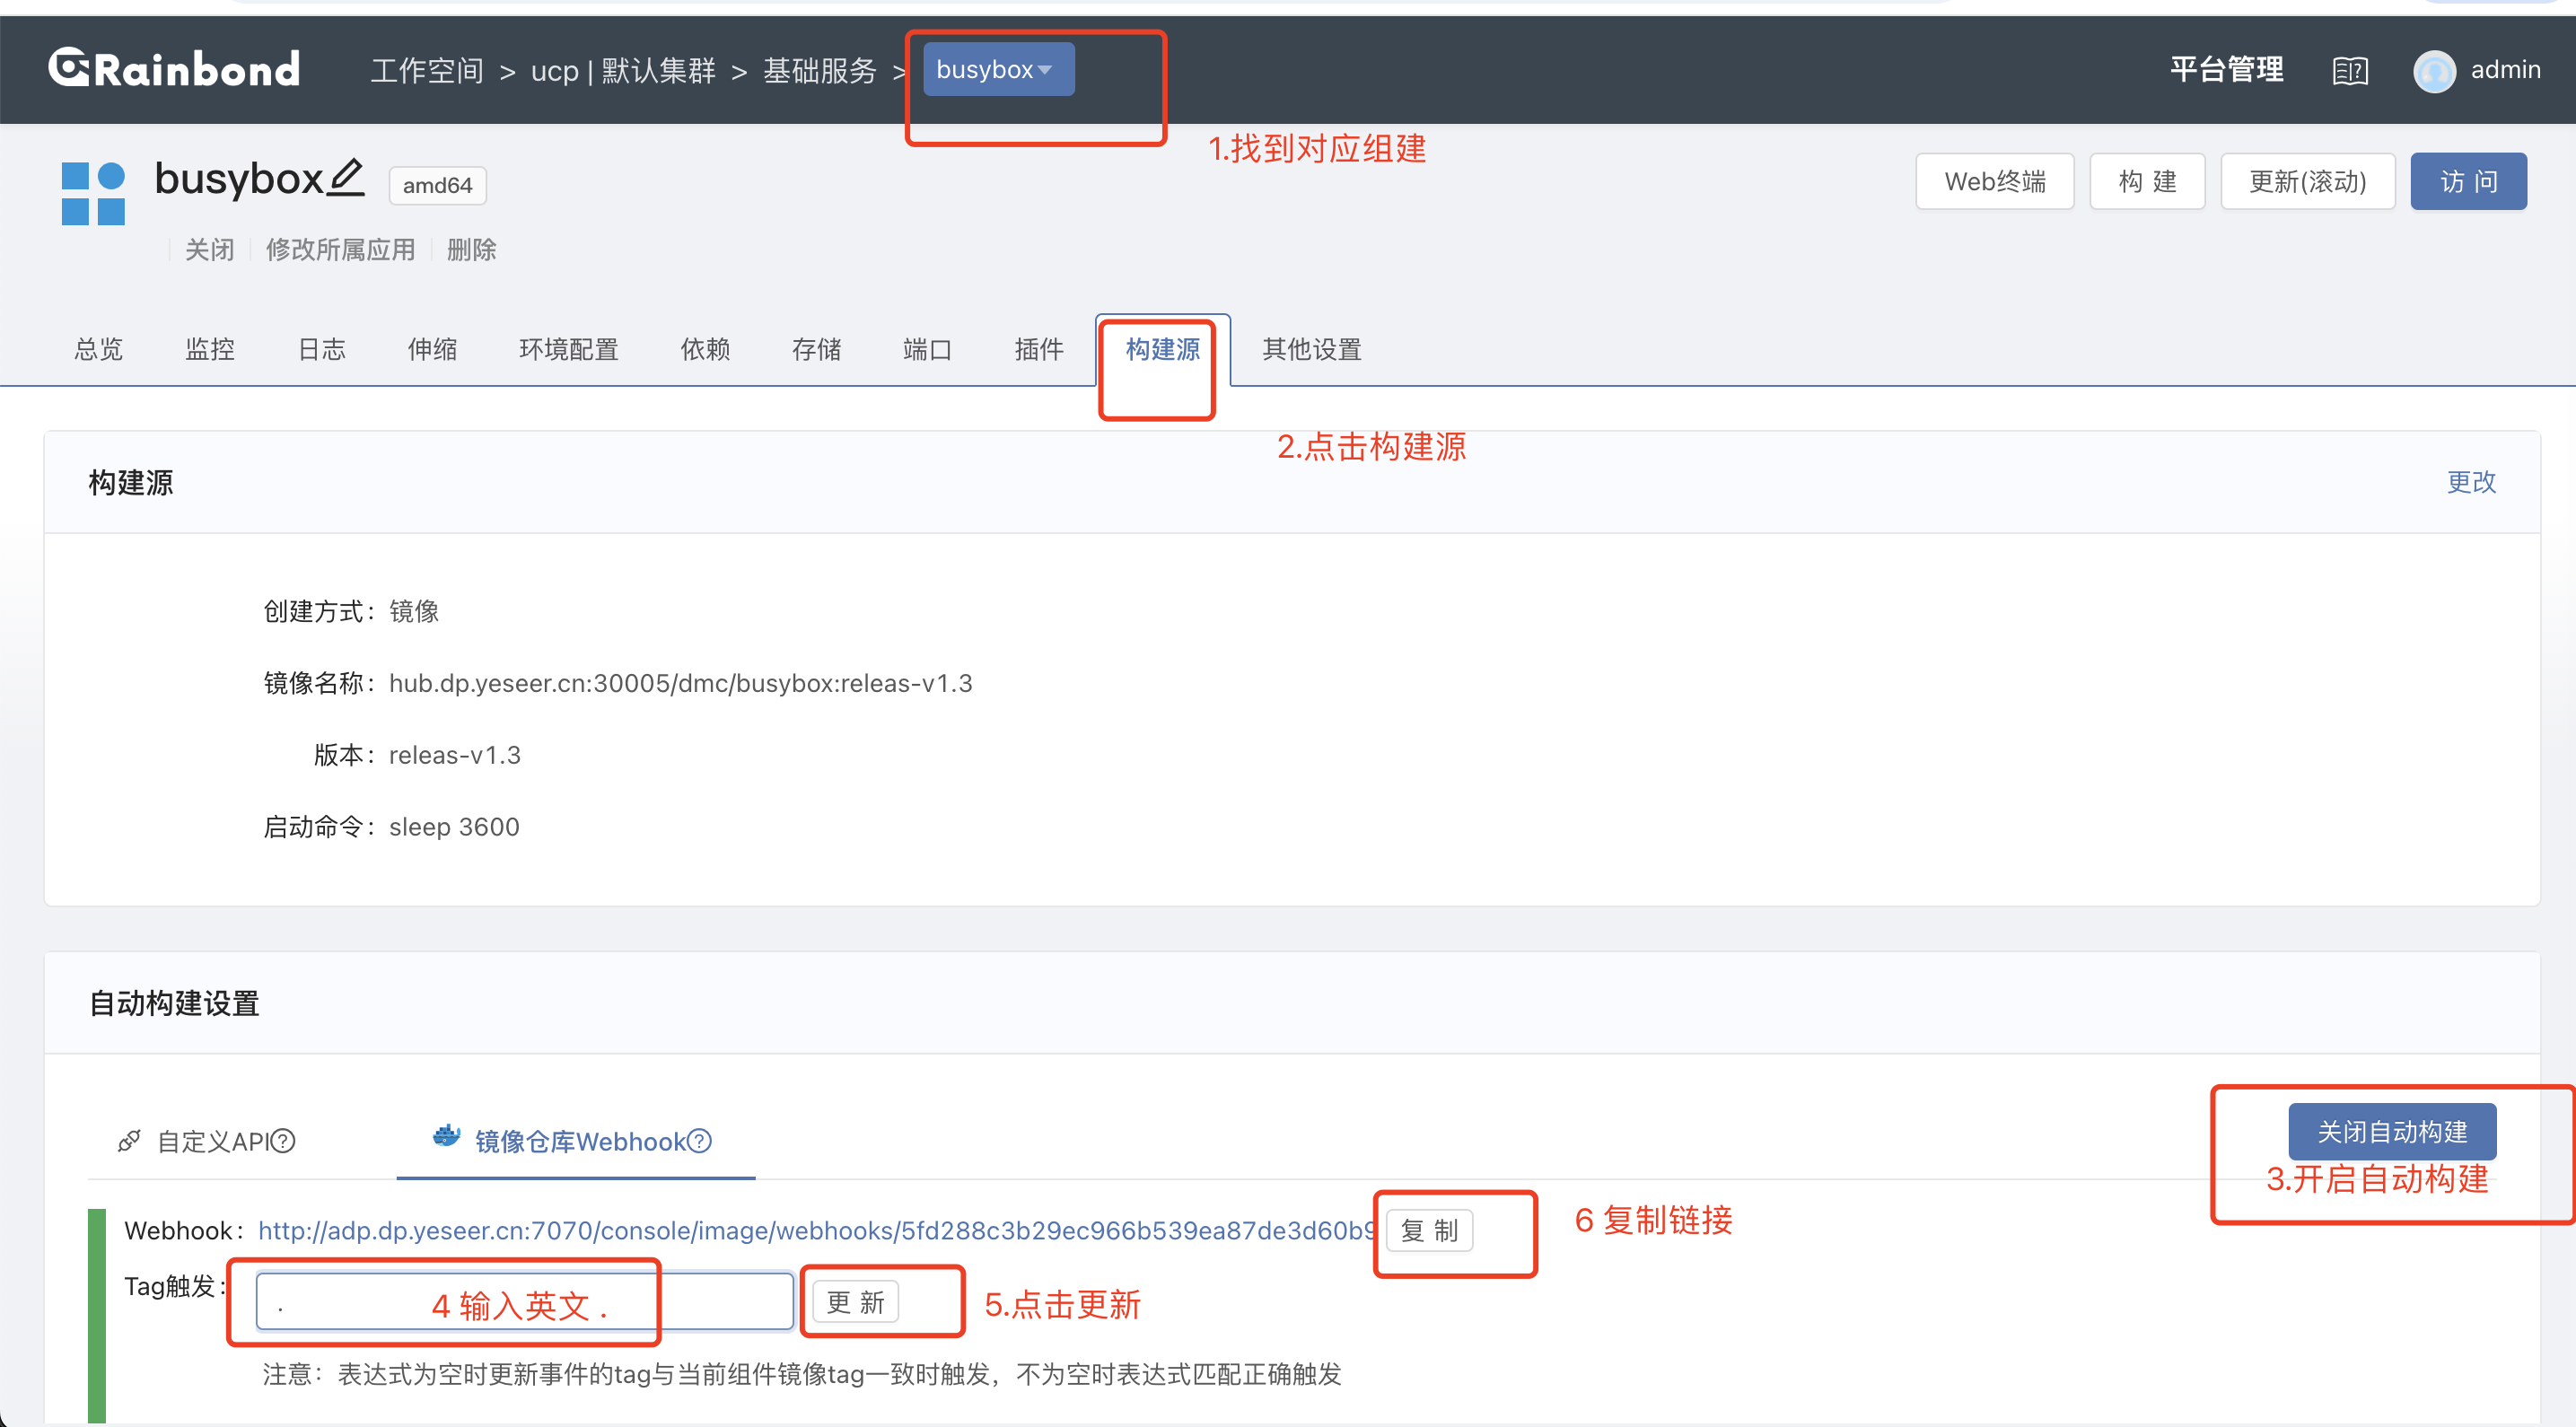 Rainbond 工作空间 > ucp | 默认集群 > 基础服务 > busybox 平台管理 admin
1.找到对应组建
busybox amd64 Web终端 构 建 更新(滚动) 访 问
关闭 修改所属应用 删除
总览 监控 日志 伸缩 环境配置 依赖 存储 端口 插件 构建源 其他设置
2.点击构建源
构建源 更改
创建方式: 镜像
镜像名称: hub.dp.yeseer.cn:30005/dmc/busybox:releas-v1.3
版本: releas-v1.3
启动命令: sleep 3600
自动构建设置
自定义API? 镜像仓库Webhook? 关闭自动构建
3.开启自动构建
Webhook: http://adp.dp.yeseer.cn:7070/console/image/webhooks/5fd288c3b29ec966b539ea87de3d60b9 复 制 6 复制链接
Tag触发: . 4 输入英文 . 更 新 5.点击更新
注意：表达式为空时更新事件的tag与当前组件镜像tag一致时触发，不为空时表达式匹配正确触发